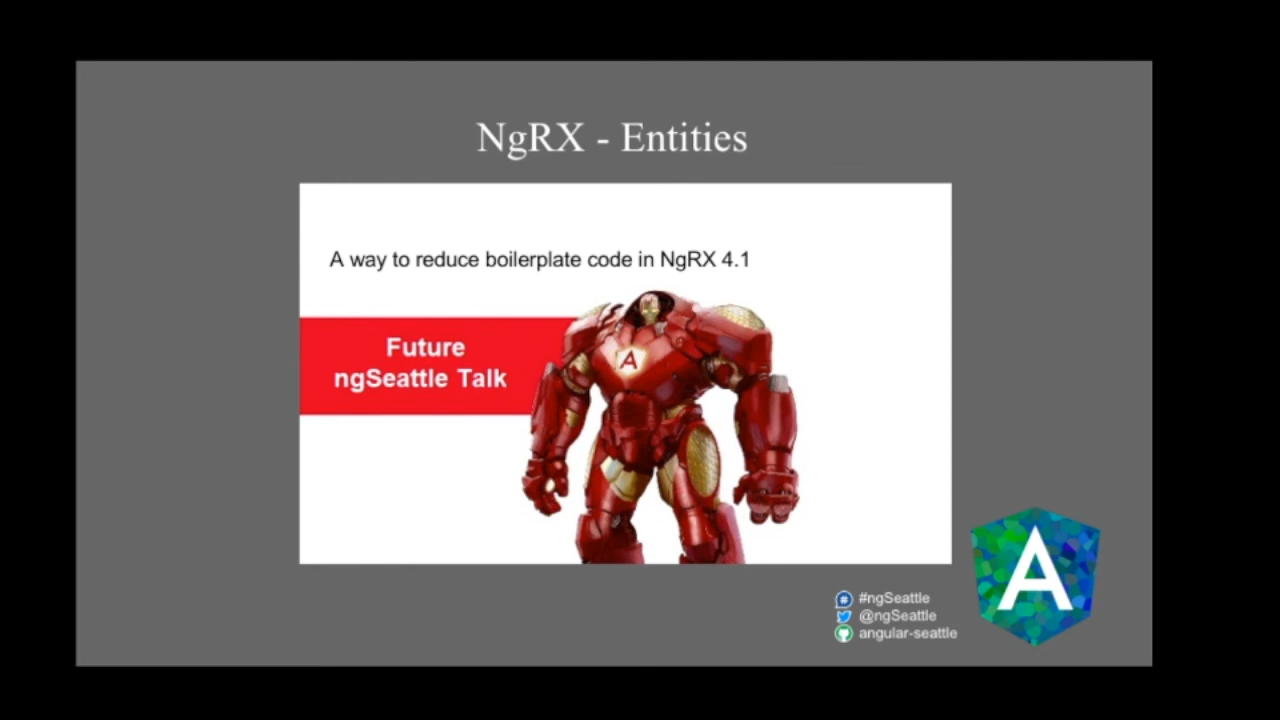 NgRX - Entities
A way to reduce boilerplate code in NgRX 4.1
Future
ngSeattle Talk
A
#ngSeattle
@ngSeattle
angular-seattle
A